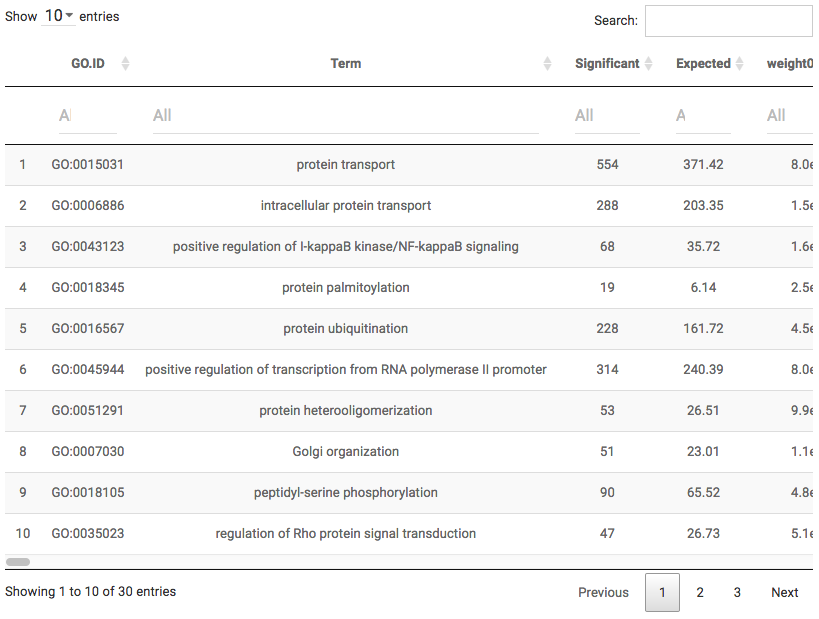 Show 10 entries
Search:
GO.ID Term Significant Expected weight0
Al All All A All
1 GO:0015031 protein transport 554 371.42 8.0e
2 GO:0006886 intracellular protein transport 288 203.35 1.5e
3 GO:0043123 positive regulation of I-kappaB kinase/NF-kappaB signaling 68 35.72 1.6e
4 GO:0018345 protein palmitoylation 19 6.14 2.5e
5 GO:0016567 protein ubiquitination 228 161.72 4.5e
6 GO:0045944 positive regulation of transcription from RNA polymerase II promoter 314 240.39 8.0e
7 GO:0051291 protein heterooligomerization 53 26.51 9.9e
8 GO:0007030 Golgi organization 51 23.01 1.1e
9 GO:0018105 peptidyl-serine phosphorylation 90 65.52 4.8e
10 GO:0035023 regulation of Rho protein signal transduction 47 26.73 5.1e
Showing 1 to 10 of 30 entries
Previous 1 2 3 Next